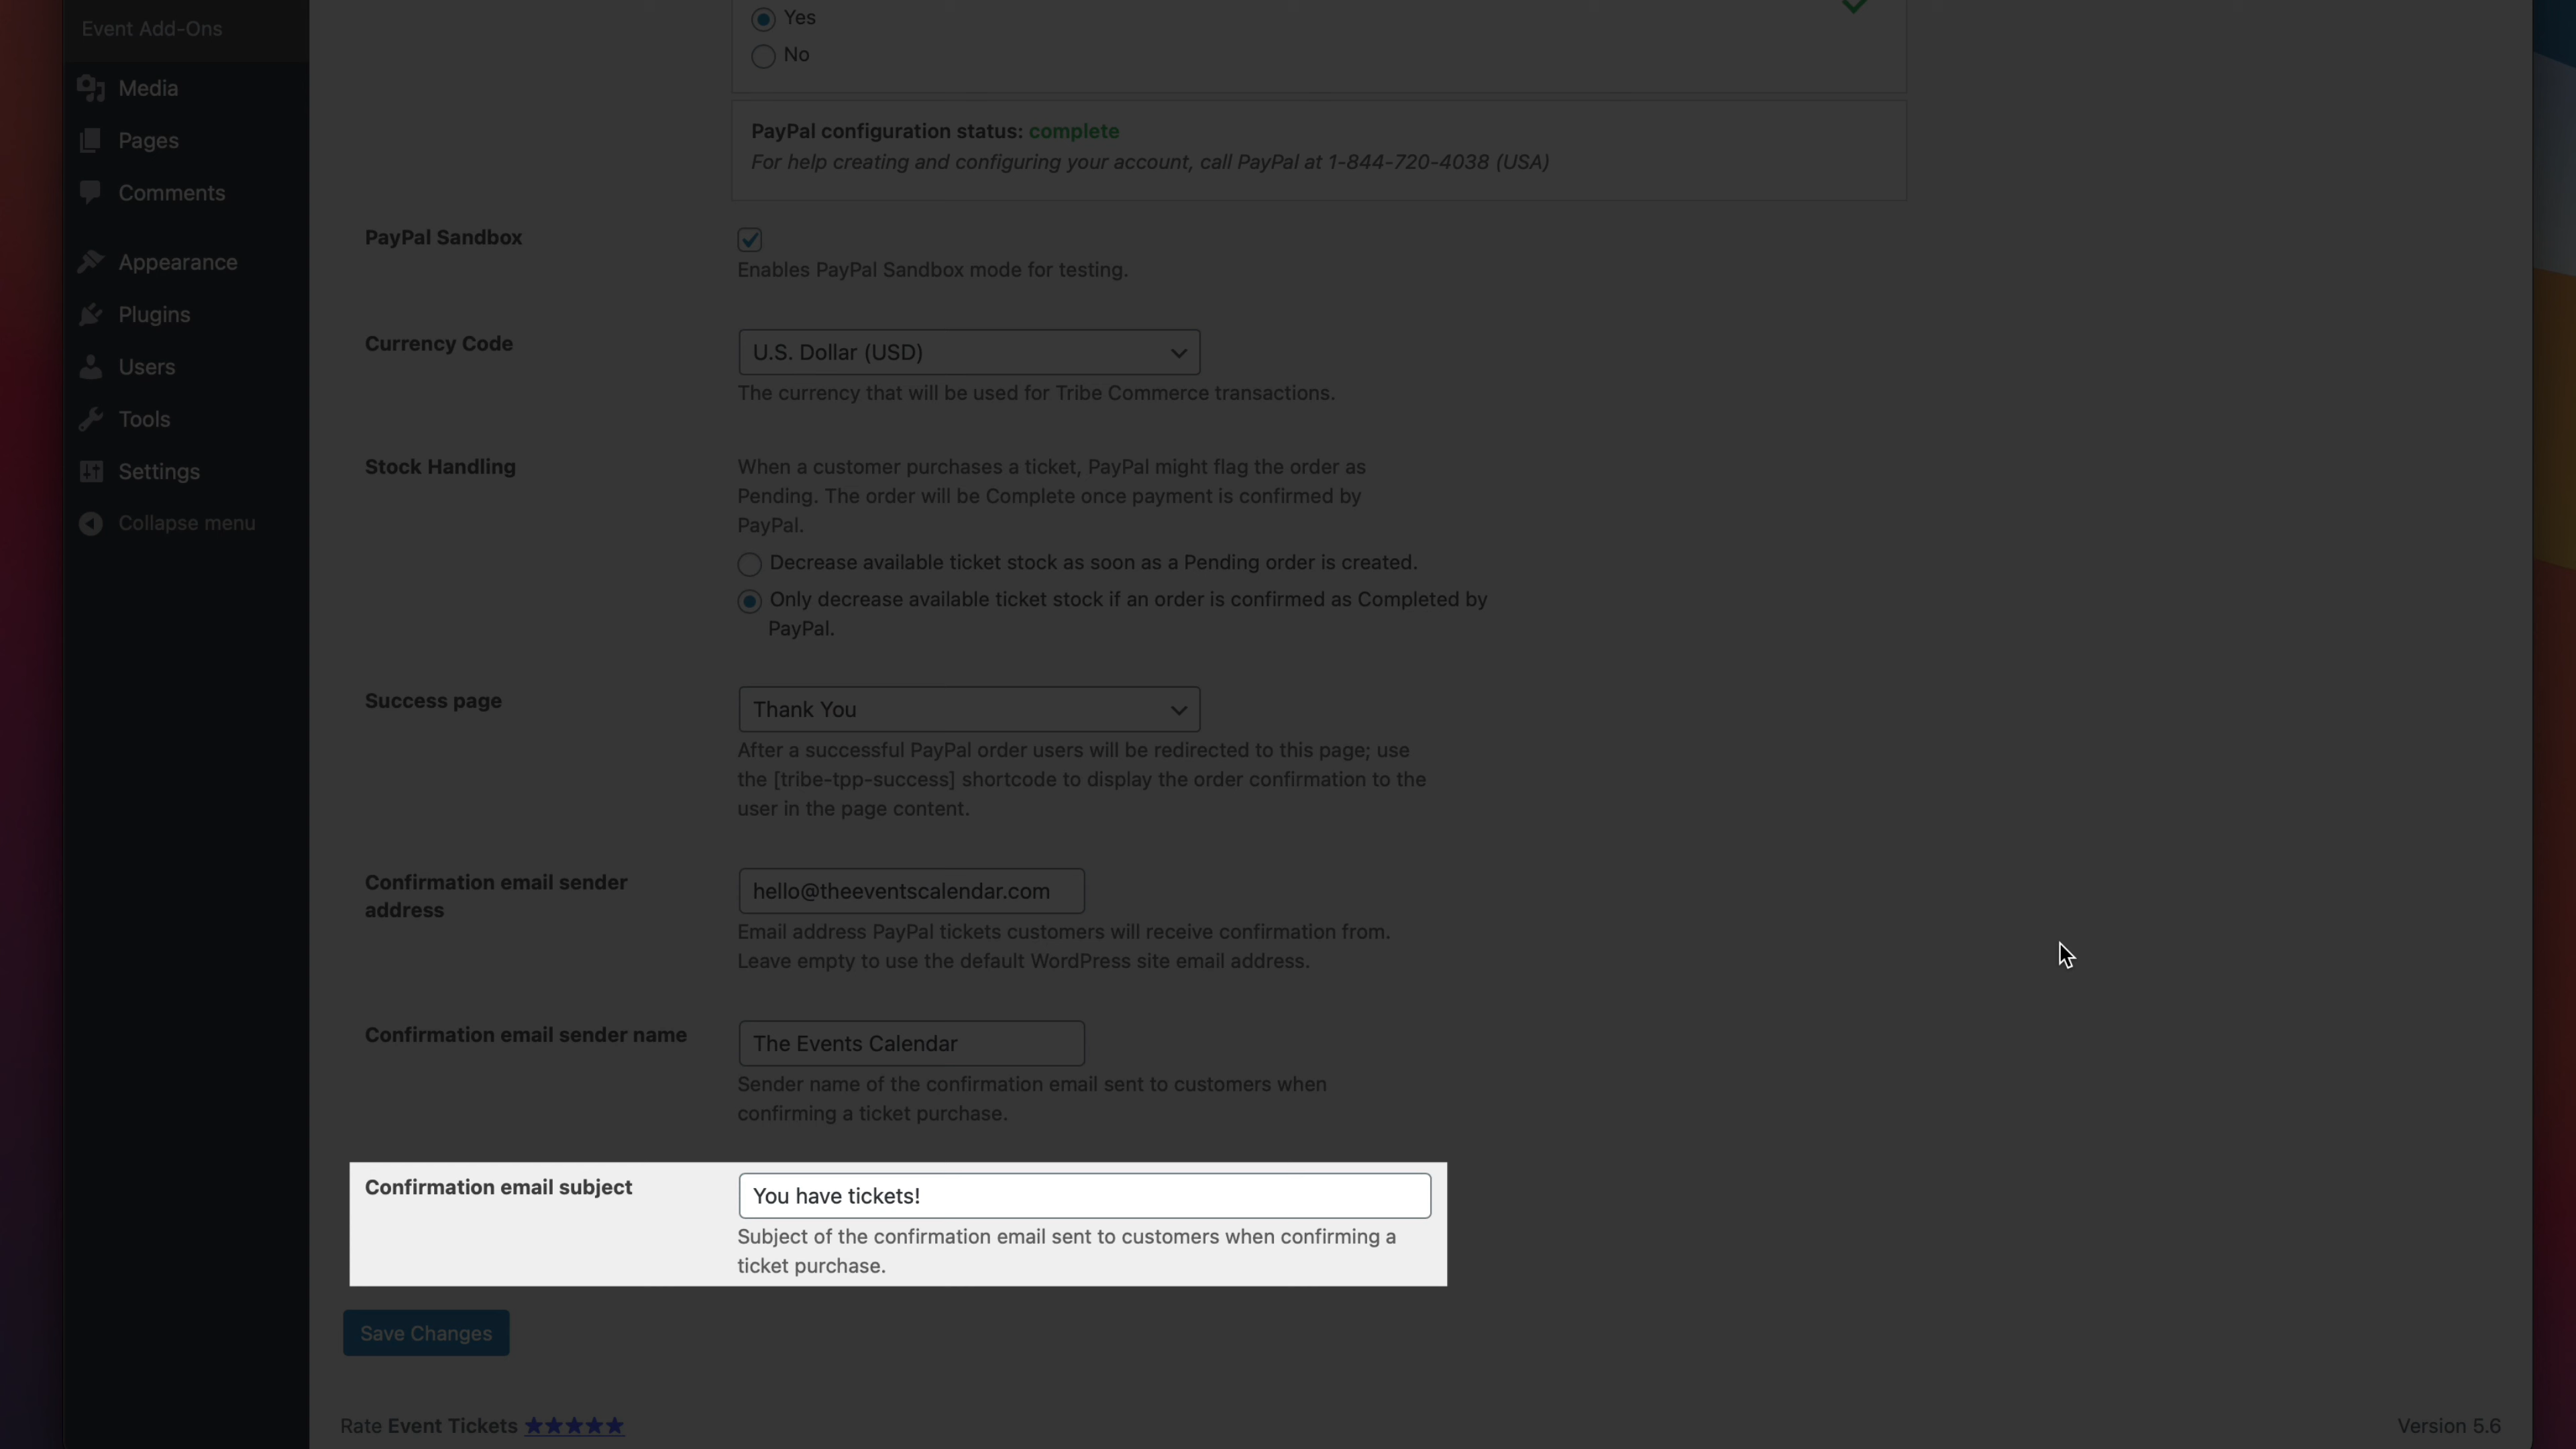 Event Add-Ons
Media
Pages
Comments
Appearance
Plugins
Users
Tools
Settings
Collapse menu
Yes
No
PayPal configuration status: complete
For help creating and configuring your account, call PayPal at 1-844-720-4038 (USA)
PayPal Sandbox
Enables PayPal Sandbox mode for testing.
Currency Code
U.S. Dollar (USD)
The currency that will be used for Tribe Commerce transactions.
Stock Handling
When a customer purchases a ticket, PayPal might flag the order as
Pending. The order will be Complete once payment is confirmed by
PayPal.
Decrease available ticket stock as soon as a Pending order is created.
Only decrease available ticket stock if an order is confirmed as Completed by
PayPal.
Success page
Thank You
After a successful PayPal order users will be redirected to this page; use
the [tribe-tpp-success] shortcode to display the order confirmation to the
user in the page content.
Confirmation email sender
address
hello@theeventscalendar.com
Email address PayPal tickets customers will receive confirmation from.
Leave empty to use the default WordPress site email address.
Confirmation email sender name
The Events Calendar
Sender name of the confirmation email sent to customers when
confirming a ticket purchase.
Confirmation email subject
You have tickets!
Subject of the confirmation email sent to customers when confirming a
ticket purchase.
Save Changes
Rate Event Tickets ★★★★★
Version 5.6